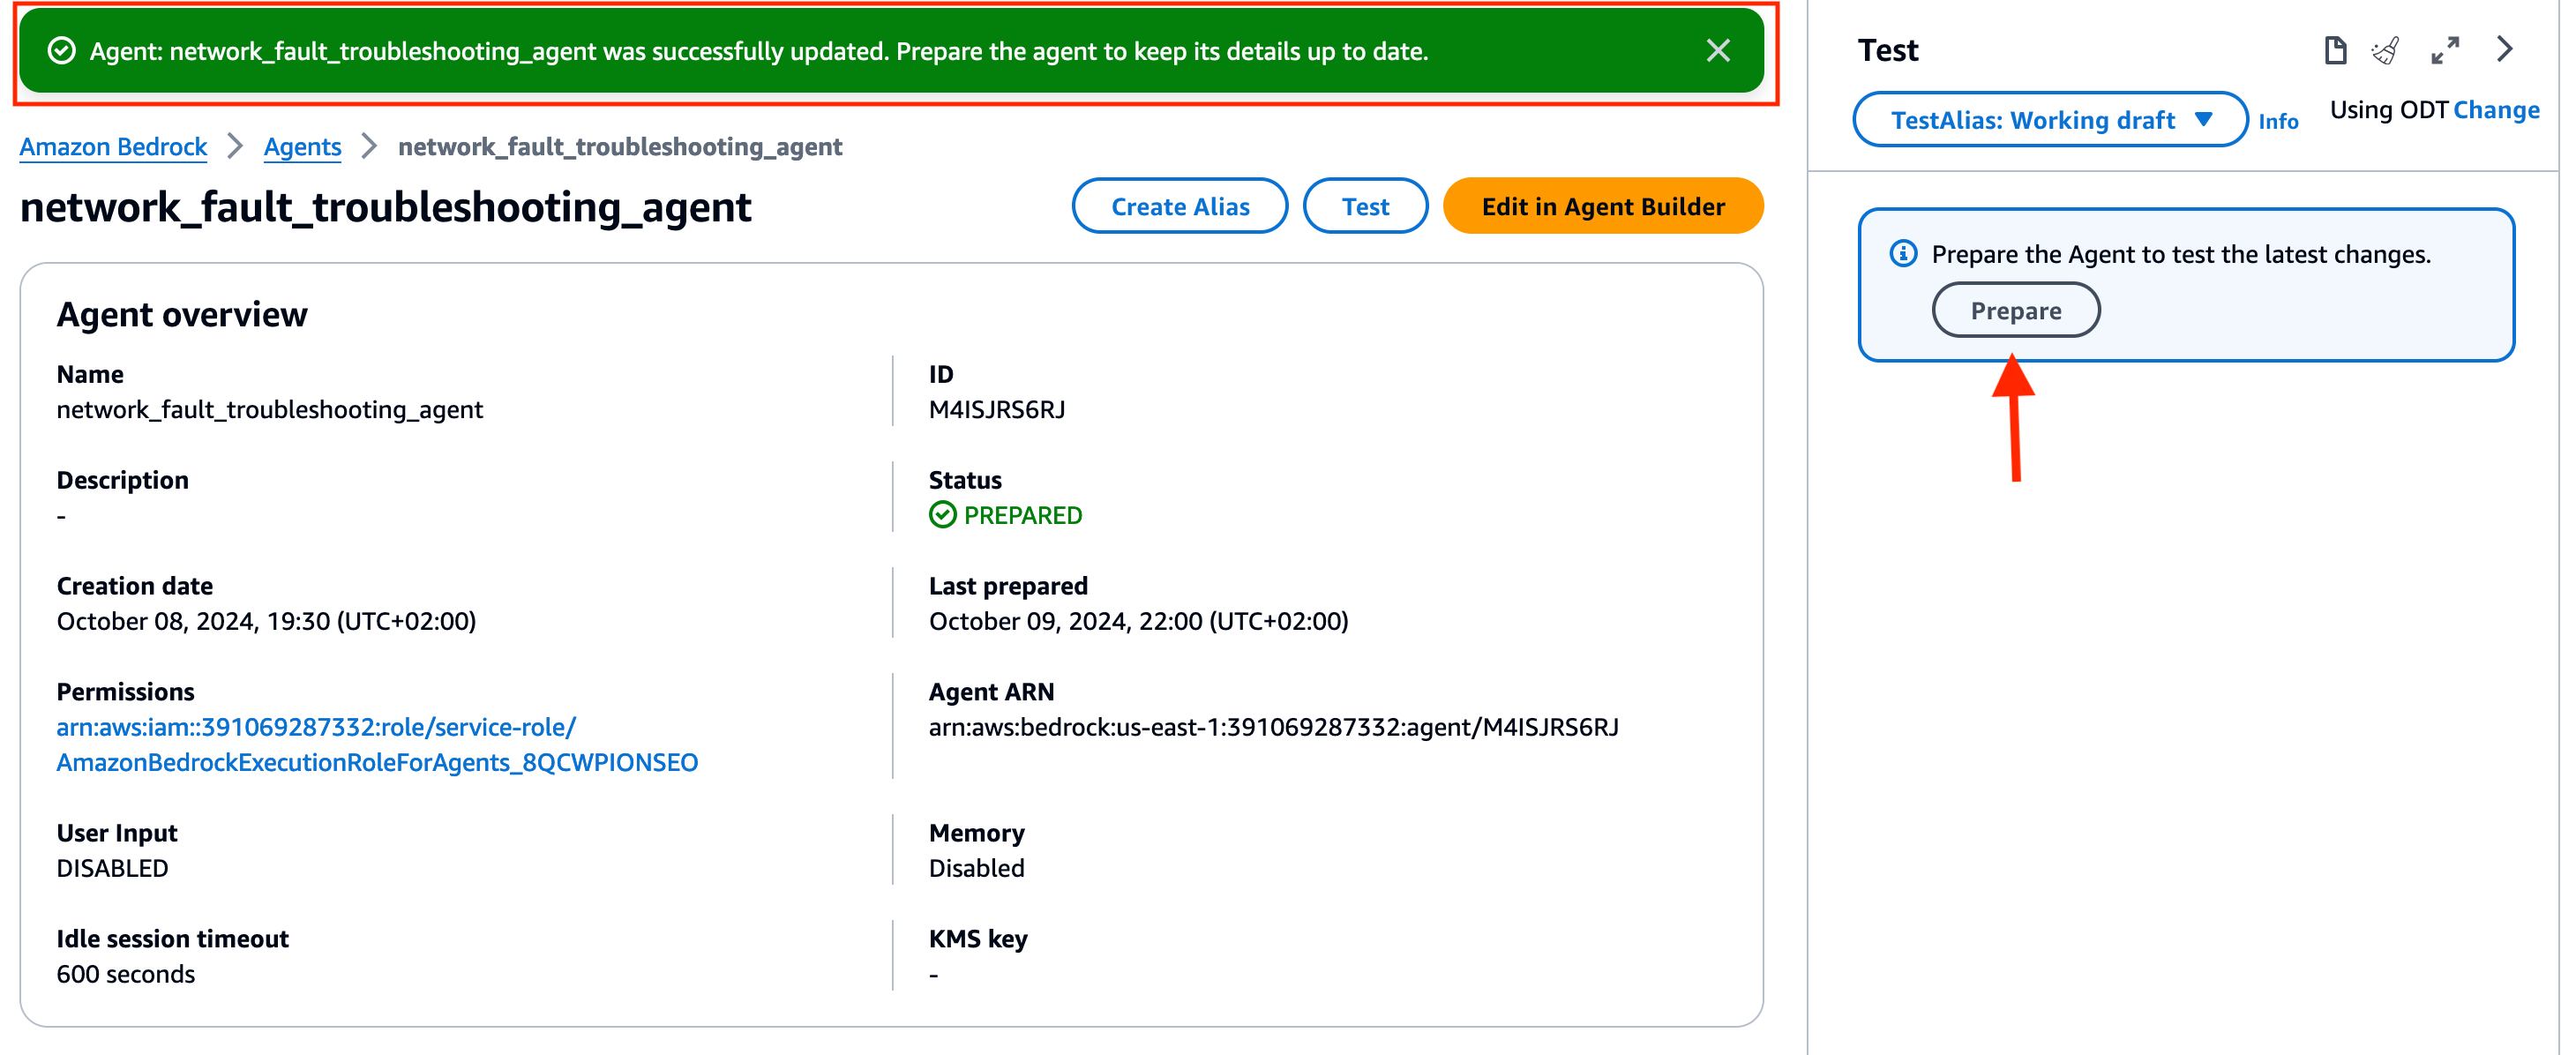 Agent: network_fault_troubleshooting_agent was successfully updated. Prepare the agent to keep its details up to date.
Amazon Bedrock
Agents
network_fault_troubleshooting_agent
network_fault_troubleshooting_agent
Create Alias
Test
Edit in Agent Builder
Agent overview
Name
network_fault_troubleshooting_agent
ID
M4ISJRS6RJ
Description
-
Status
PREPARED
Creation date
October 08, 2024, 19:30 (UTC+02:00)
Last prepared
October 09, 2024, 22:00 (UTC+02:00)
Permissions
arn:aws:iam::391069287332:role/service-role/
AmazonBedrockExecutionRoleForAgents_8QCWPIONSEO
Agent ARN
arn:aws:bedrock:us-east-1:391069287332:agent/M4ISJRS6RJ
User Input
DISABLED
Memory
Disabled
Idle session timeout
600 seconds
KMS key
-
Test
TestAlias: Working draft
Info
Using ODT Change
Prepare the Agent to test the latest changes.
Prepare